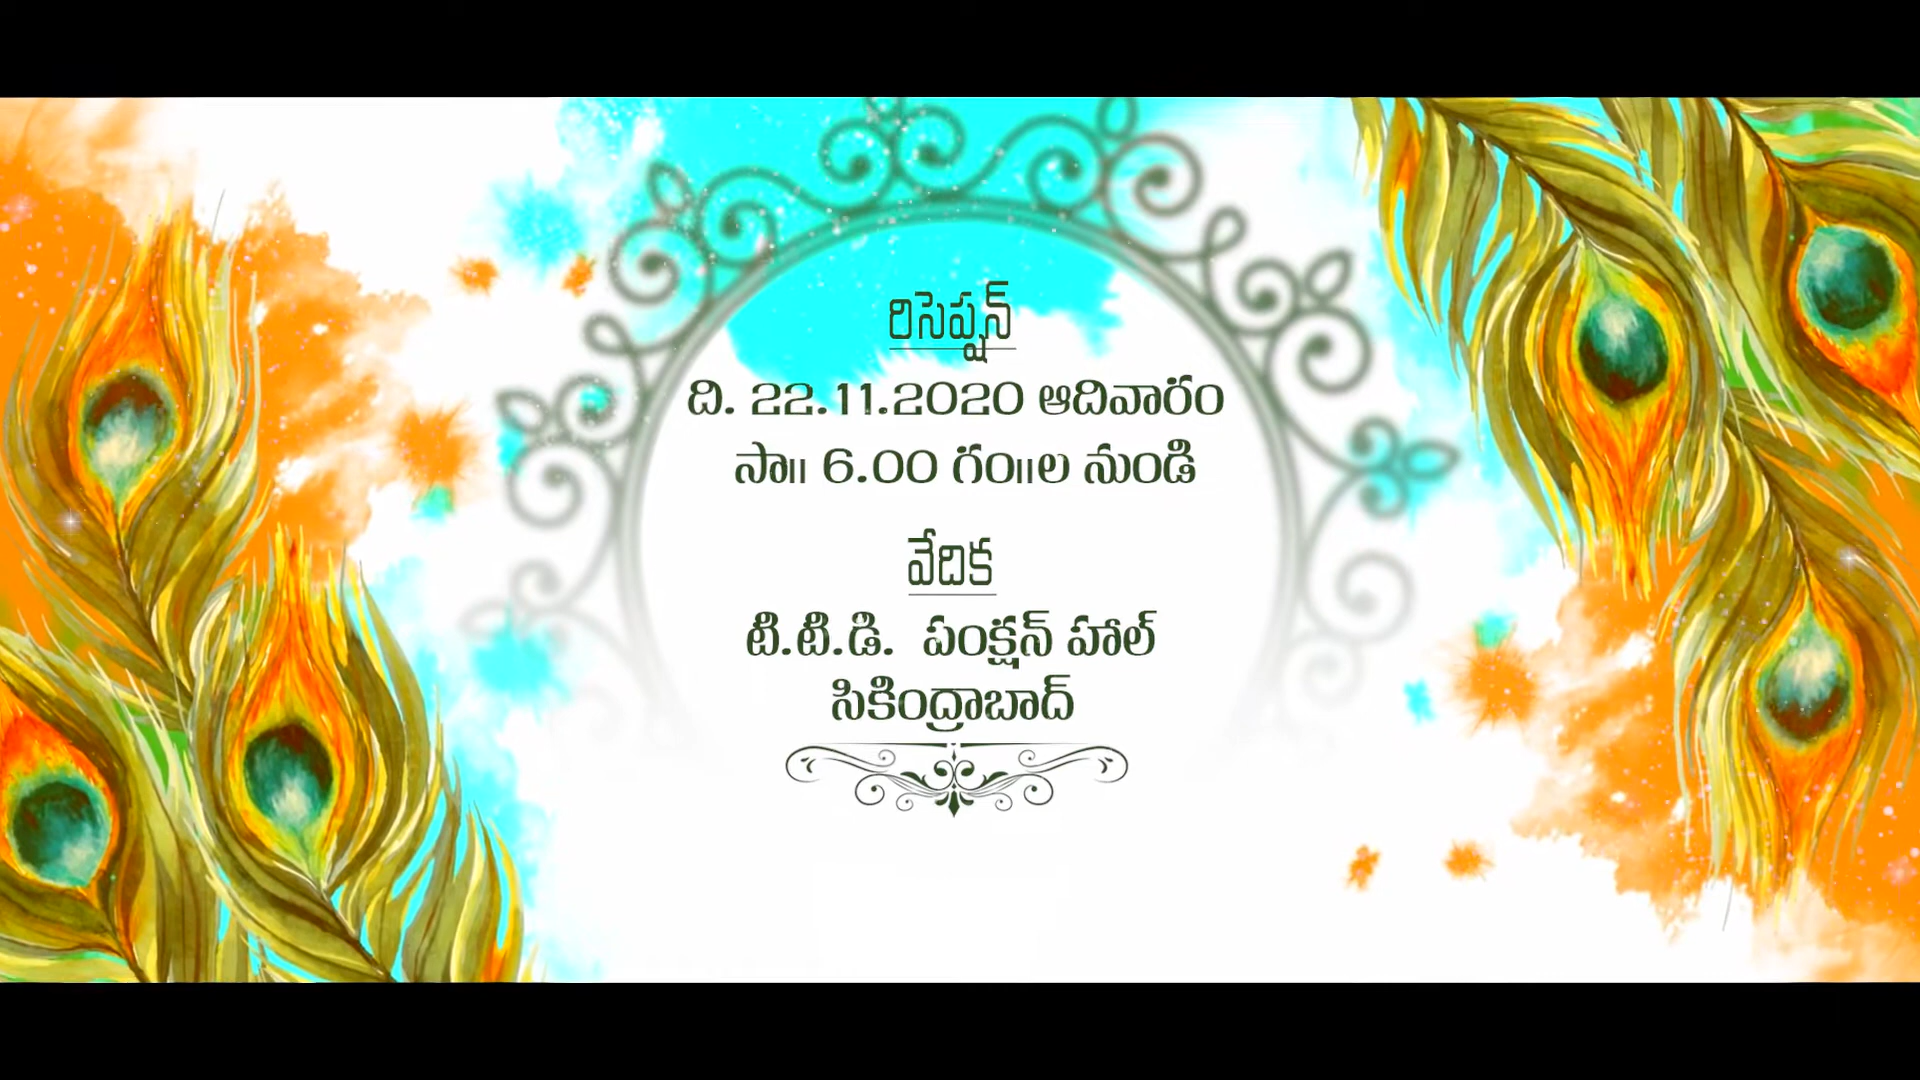 రిసెప్షన్
ది. 22.11.2020 ఆదివారం
సా॥ 6.00 గం॥ల నుండి
వేదిక
టి.టి.డి. పంక్షన్ హాల్
సికింద్రాబాద్